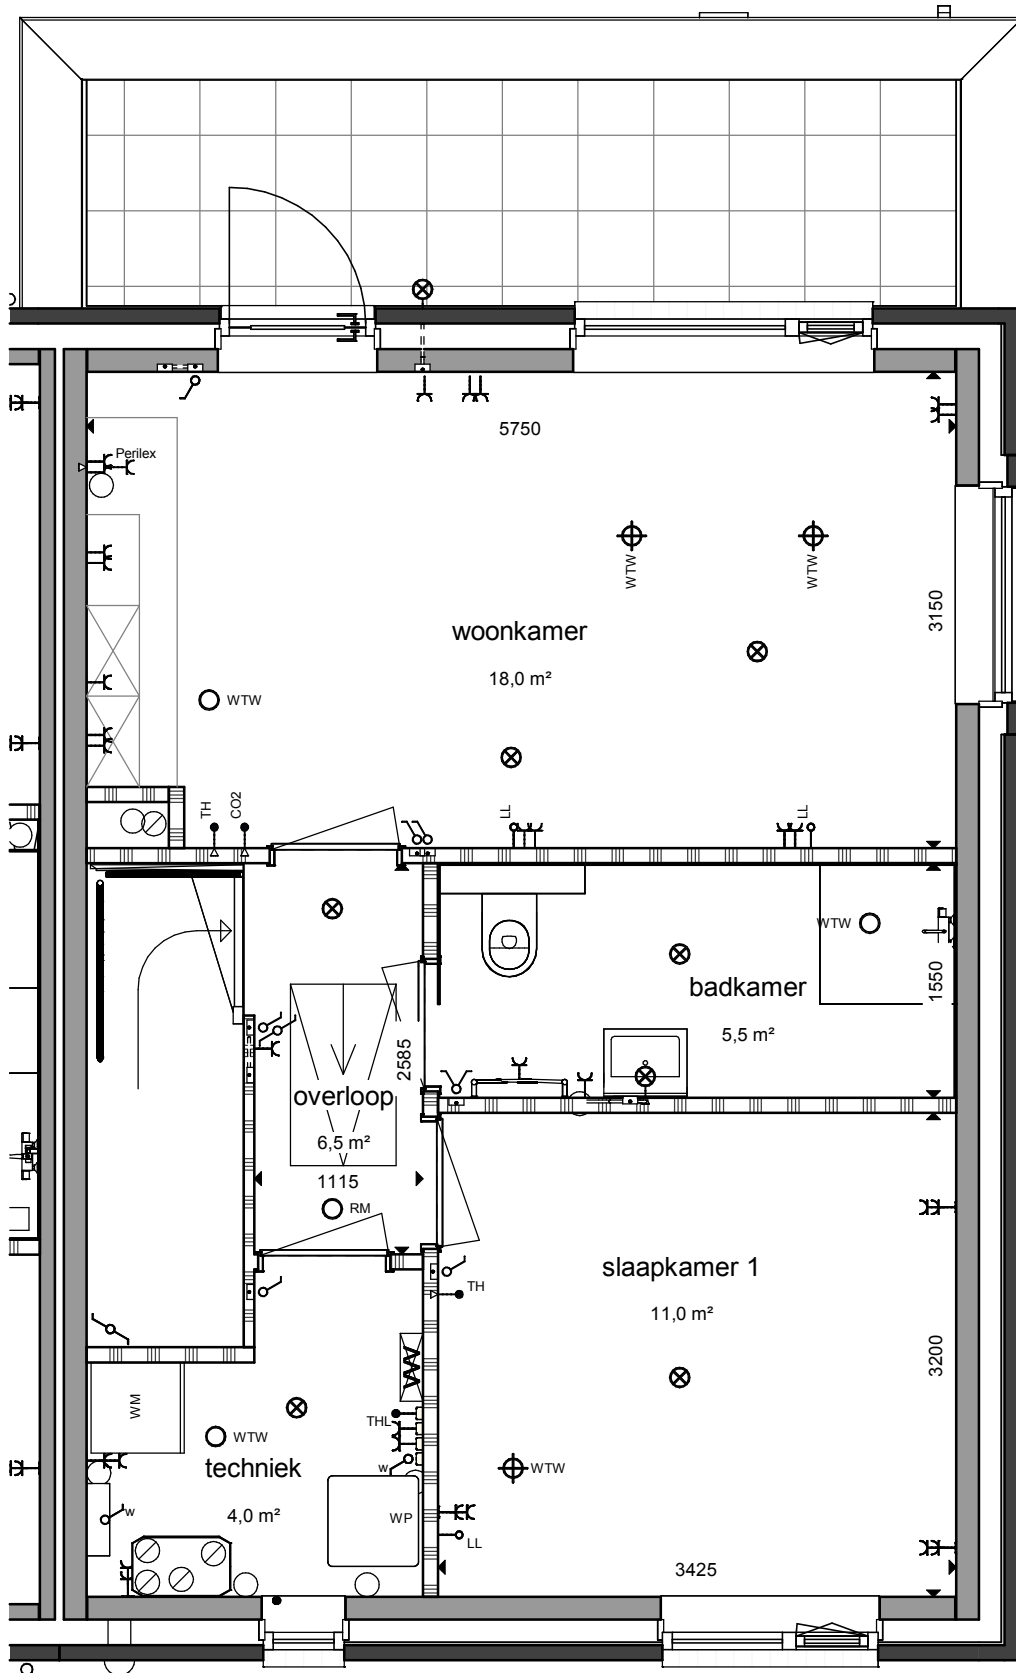 5750
Perilex
WTW
WTW
3150
woonkamer
18,0 m²
WTW
TH
CO2
LL
LL
WTW
badkamer
1550
5,5 m²
2585
overloop
6,5 m²
1115
RM
slaapkamer 1
TH
11,0 m²
3200
WM
THL
WTW
W
techniek
WTW
4,0 m²
w
WP
w
LL
3425